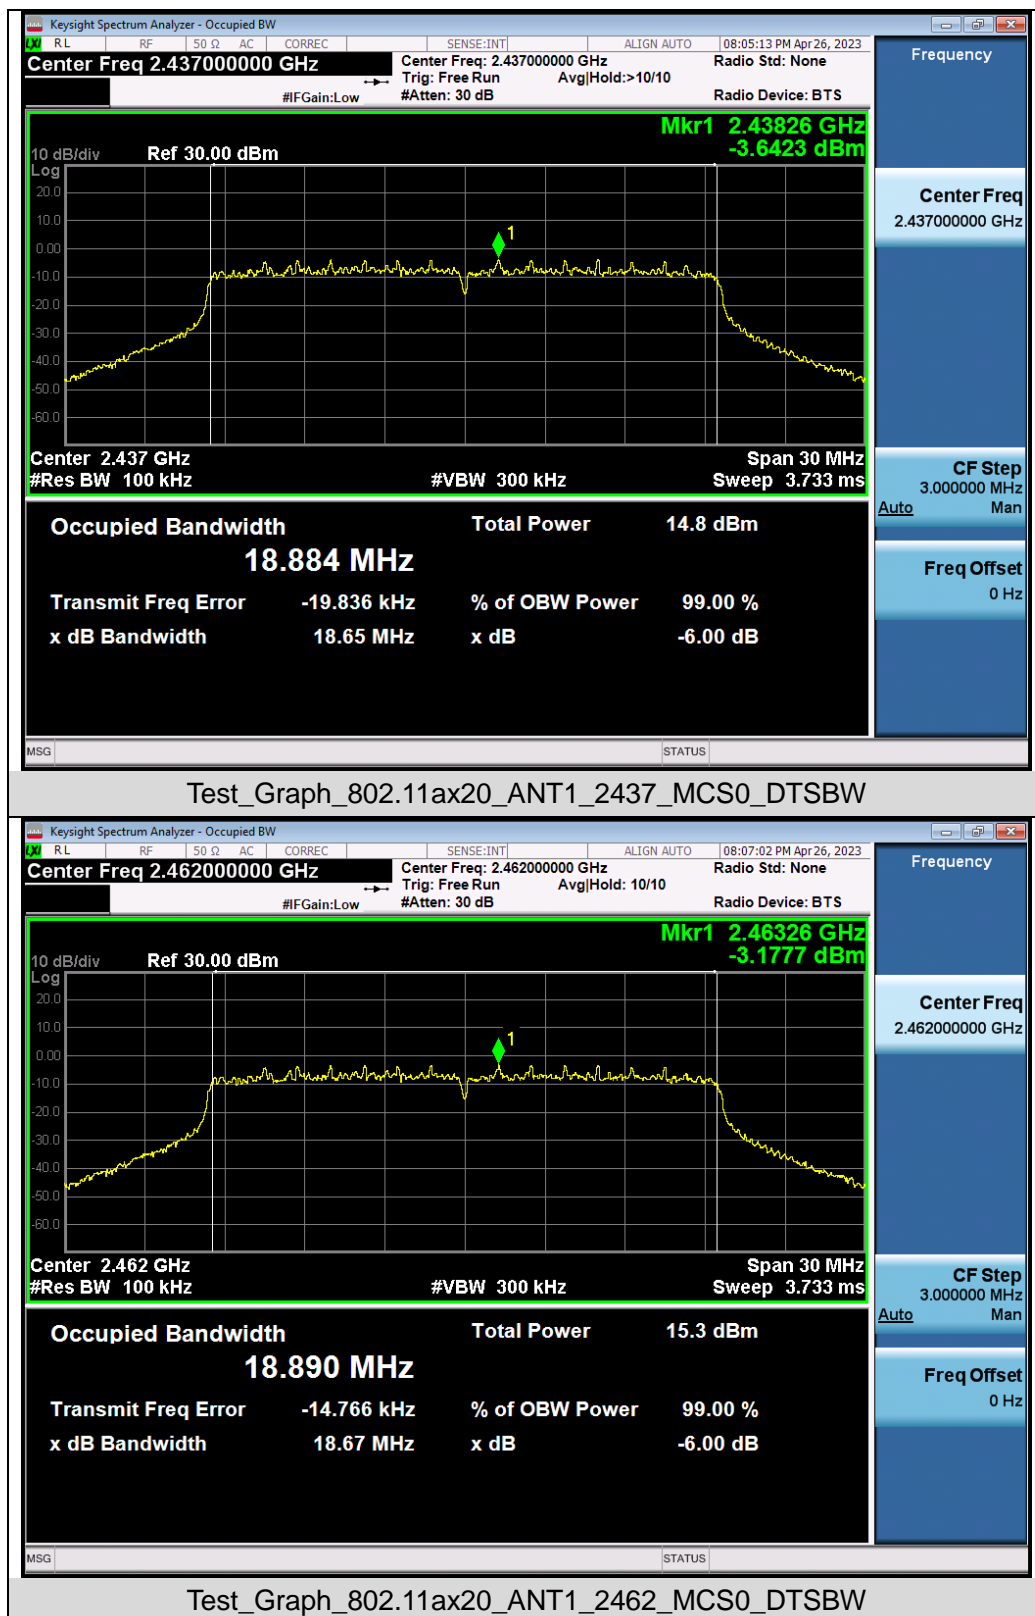 Keysight Spectrum Analyzer - Occupied BW
LXI RL RF 50 Ω AC CORREC SENSE:INT ALIGN AUTO 08:05:13 PM Apr 26, 2023
Center Freq 2.437000000 GHz
Center Freq: 2.437000000 GHz
Radio Std: None
Trig: Free Run Avg|Hold:>10/10
#IFGain:Low
#Atten: 30 dB
Radio Device: BTS
Frequency
Mkr1 2.43826 GHz
-3.6423 dBm
10 dB/div Ref 30.00 dBm
Log
20.0
10.0
0.00
-10.0
-20.0
-30.0
-40.0
-50.0
-60.0
1
Center 2.437 GHz Span 30 MHz
#Res BW 100 kHz #VBW 300 kHz Sweep 3.733 ms
Center Freq
2.437000000 GHz
CF Step
3.000000 MHz
Auto Man
Freq Offset
0 Hz
Occupied Bandwidth Total Power 14.8 dBm
18.884 MHz
Transmit Freq Error -19.836 kHz % of OBW Power 99.00 %
x dB Bandwidth 18.65 MHz x dB -6.00 dB
MSG STATUS
Test_Graph_802.11ax20_ANT1_2437_MCS0_DTSBW
Keysight Spectrum Analyzer - Occupied BW
LXI RL RF 50 Ω AC CORREC SENSE:INT ALIGN AUTO 08:07:02 PM Apr 26, 2023
Center Freq 2.462000000 GHz
Center Freq: 2.462000000 GHz
Radio Std: None
Trig: Free Run Avg|Hold: 10/10
#IFGain:Low
#Atten: 30 dB
Radio Device: BTS
Frequency
Mkr1 2.46326 GHz
-3.1777 dBm
10 dB/div Ref 30.00 dBm
Log
20.0
10.0
0.00
-10.0
-20.0
-30.0
-40.0
-50.0
-60.0
1
Center 2.462 GHz Span 30 MHz
#Res BW 100 kHz #VBW 300 kHz Sweep 3.733 ms
Center Freq
2.462000000 GHz
CF Step
3.000000 MHz
Auto Man
Freq Offset
0 Hz
Occupied Bandwidth Total Power 15.3 dBm
18.890 MHz
Transmit Freq Error -14.766 kHz % of OBW Power 99.00 %
x dB Bandwidth 18.67 MHz x dB -6.00 dB
MSG STATUS
Test_Graph_802.11ax20_ANT1_2462_MCS0_DTSBW